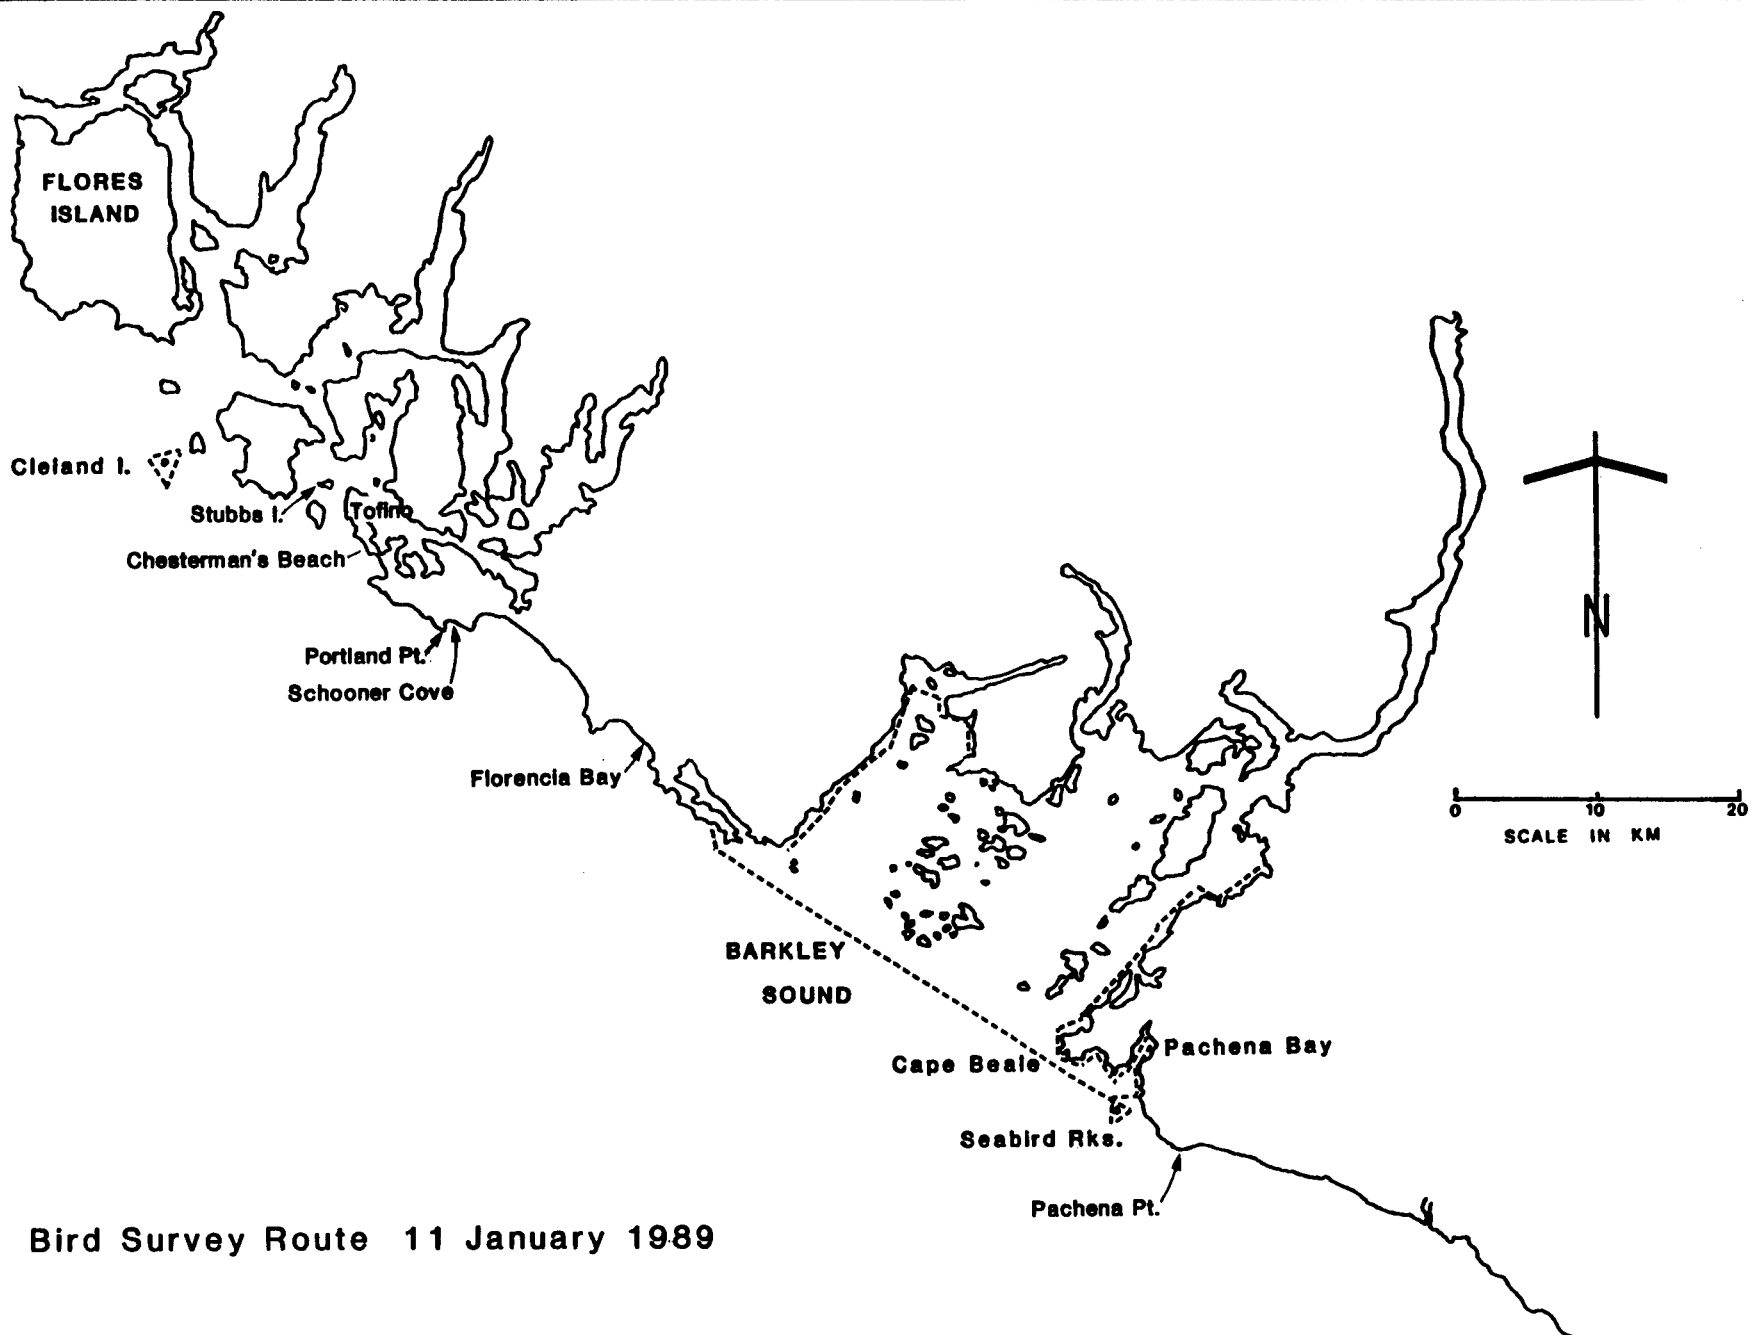 FLORES
ISLAND
Cleland I.
Stubbs I.
Tofino
Chesterman's Beach
Portland Pt.
Schooner Cove
Florencia Bay
N
0 10 20
SCALE IN KM
BARKLEY
SOUND
Cape Beale
Pachena Bay
Seabird Rks.
Pachena Pt.
Bird Survey Route 11 January 1989